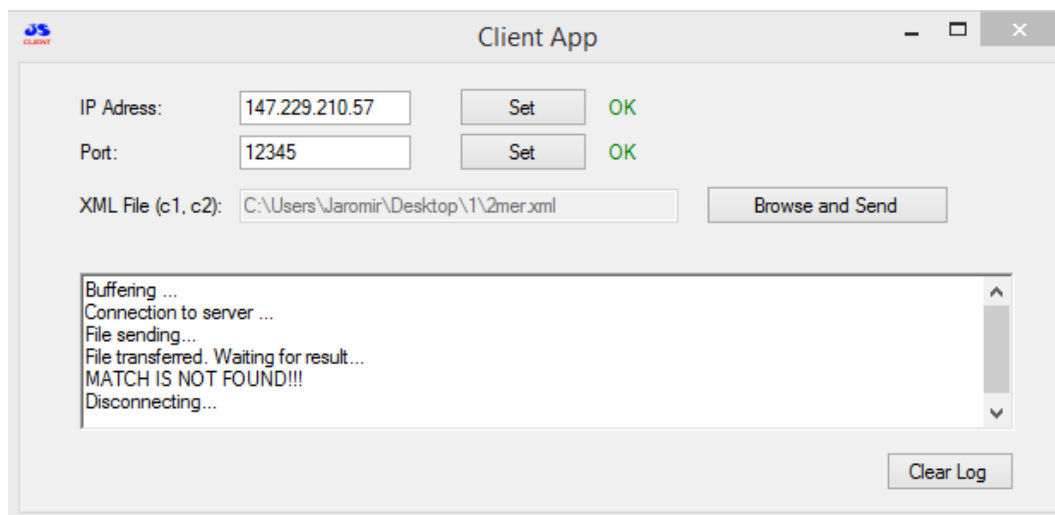 JS
CLIENT
Client App
IP Adress: 147.229.210.57 Set OK
Port: 12345 Set OK
XML File (c1, c2): C:\Users\Jaromir\Desktop\1\2mer.xml Browse and Send
Buffering ...
Connection to server ...
File sending...
File transferred. Waiting for result...
MATCH IS NOT FOUND!!!
Disconnecting...
Clear Log